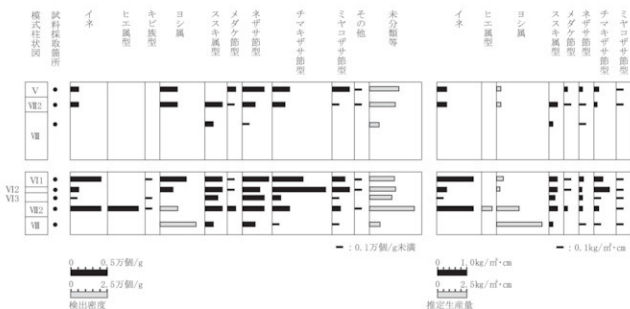 模式柱状図
試料採取箇所
イネ
ヒエ属型
キビ族型
ヨシ属
ススキ属型
メダケ節型
ネザサ節型
チマキザサ節型
ミヤコザサ節型
その他
未分類等
イネ
ヒエ属型
ヨシ属
ススキ属型
メダケ節型
ネザサ節型
チマキザサ節型
ミヤコザサ節型
Ⅴ
Ⅶ2
Ⅷ
Ⅵ1
Ⅵ2
Ⅵ3
Ⅶ2
Ⅷ
━ : 0.1万個/g未満
━ : 0.1kg/㎡・cm
0 0.5万個/g
0 2.5万個/g
検出密度
0 1.0kg/㎡・cm
0 2.5kg/㎡・cm
推定生産量